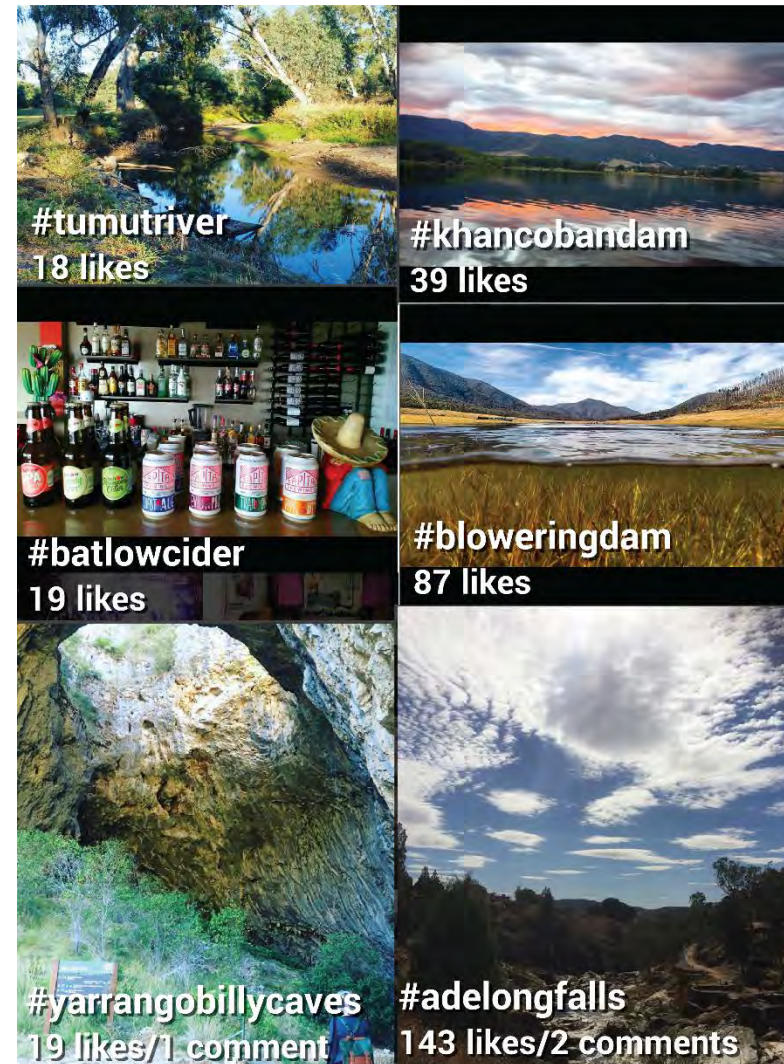 #tumutriver
18 likes
#khancobandam
39 likes
#batlowcider
19 likes
#bloweringdam
87 likes
#yarrangobillycaves
19 likes/1 comment
#adelongfalls
143 likes/2 comments